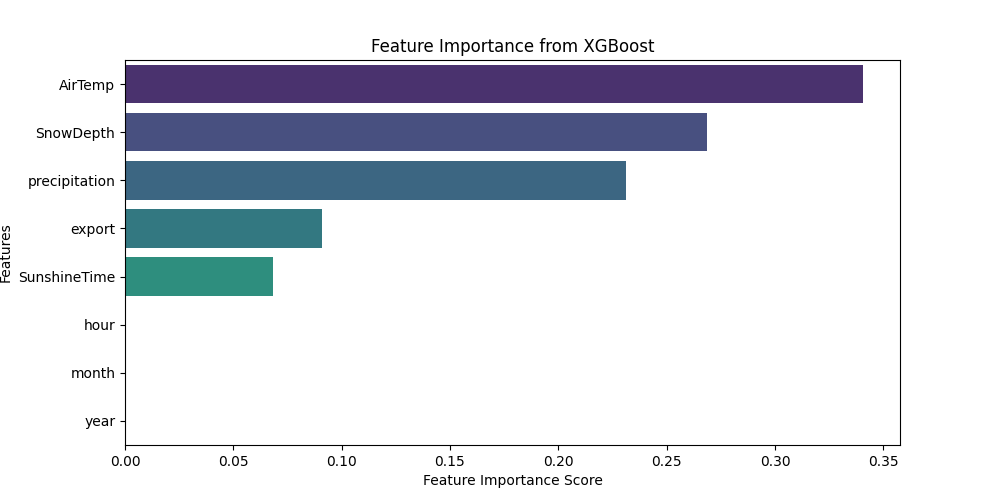 Feature Importance from XGBoost
AirTemp
SnowDepth
precipitation
export
SunshineTime
hour
month
year
Features
0.00 0.05 0.10 0.15 0.20 0.25 0.30 0.35
Feature Importance Score